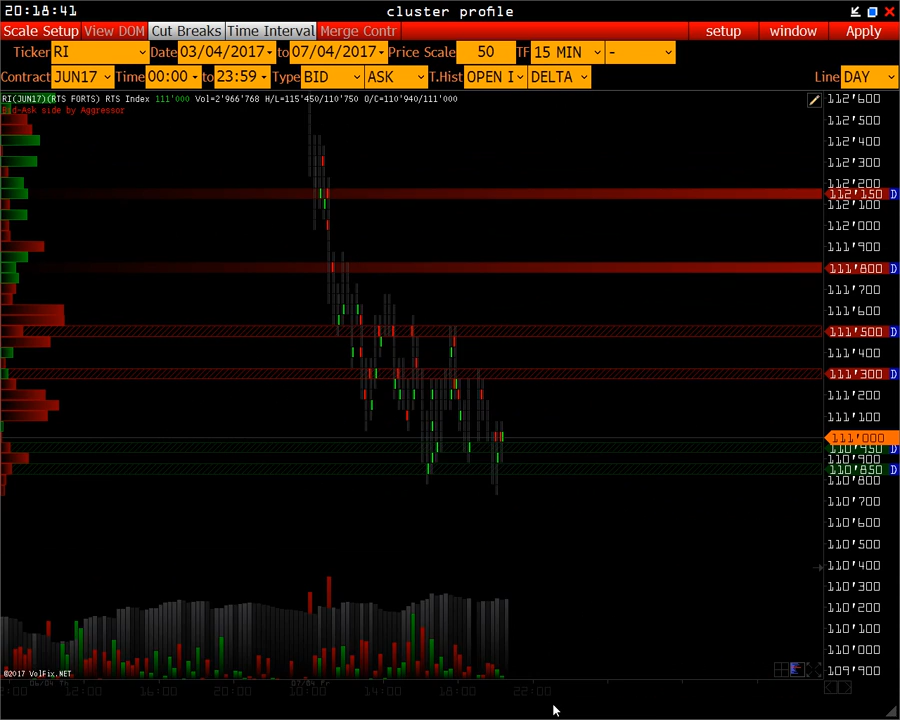 20:18:41 cluster profile
Scale Setup View DOM Cut Breaks Time Interval Merge Contr setup window Apply
Ticker RI Date 03/04/2017 to 07/04/2017 Price Scale 50 TF 15 MIN -
Contract JUN17 Time 00:00 to 23:59 Type BID ASK T.Hist OPEN I DELTA Line DAY
RI(JUN17)(RTS FORTS) RTS Index 111'000 Vol=2'966'768 H/L=115'450/110'750 O/C=110'940/111'000
Bid-Ask side by Aggressor
112'600
112'500
112'400
112'300
112'200
112'150 D
112'100
112'000
111'900
111'800 D
111'700
111'600
111'500 D
111'400
111'300 D
111'200
111'100
111'000
110'950 D
110'900
110'850 D
110'800
110'700
110'600
110'500
110'400
110'300
110'200
110'100
110'000
109'900
©2017 VolFix.NET
06/04 Th 07/04 Fr
12:00 16:00 20:00 14:00 18:00 22:00